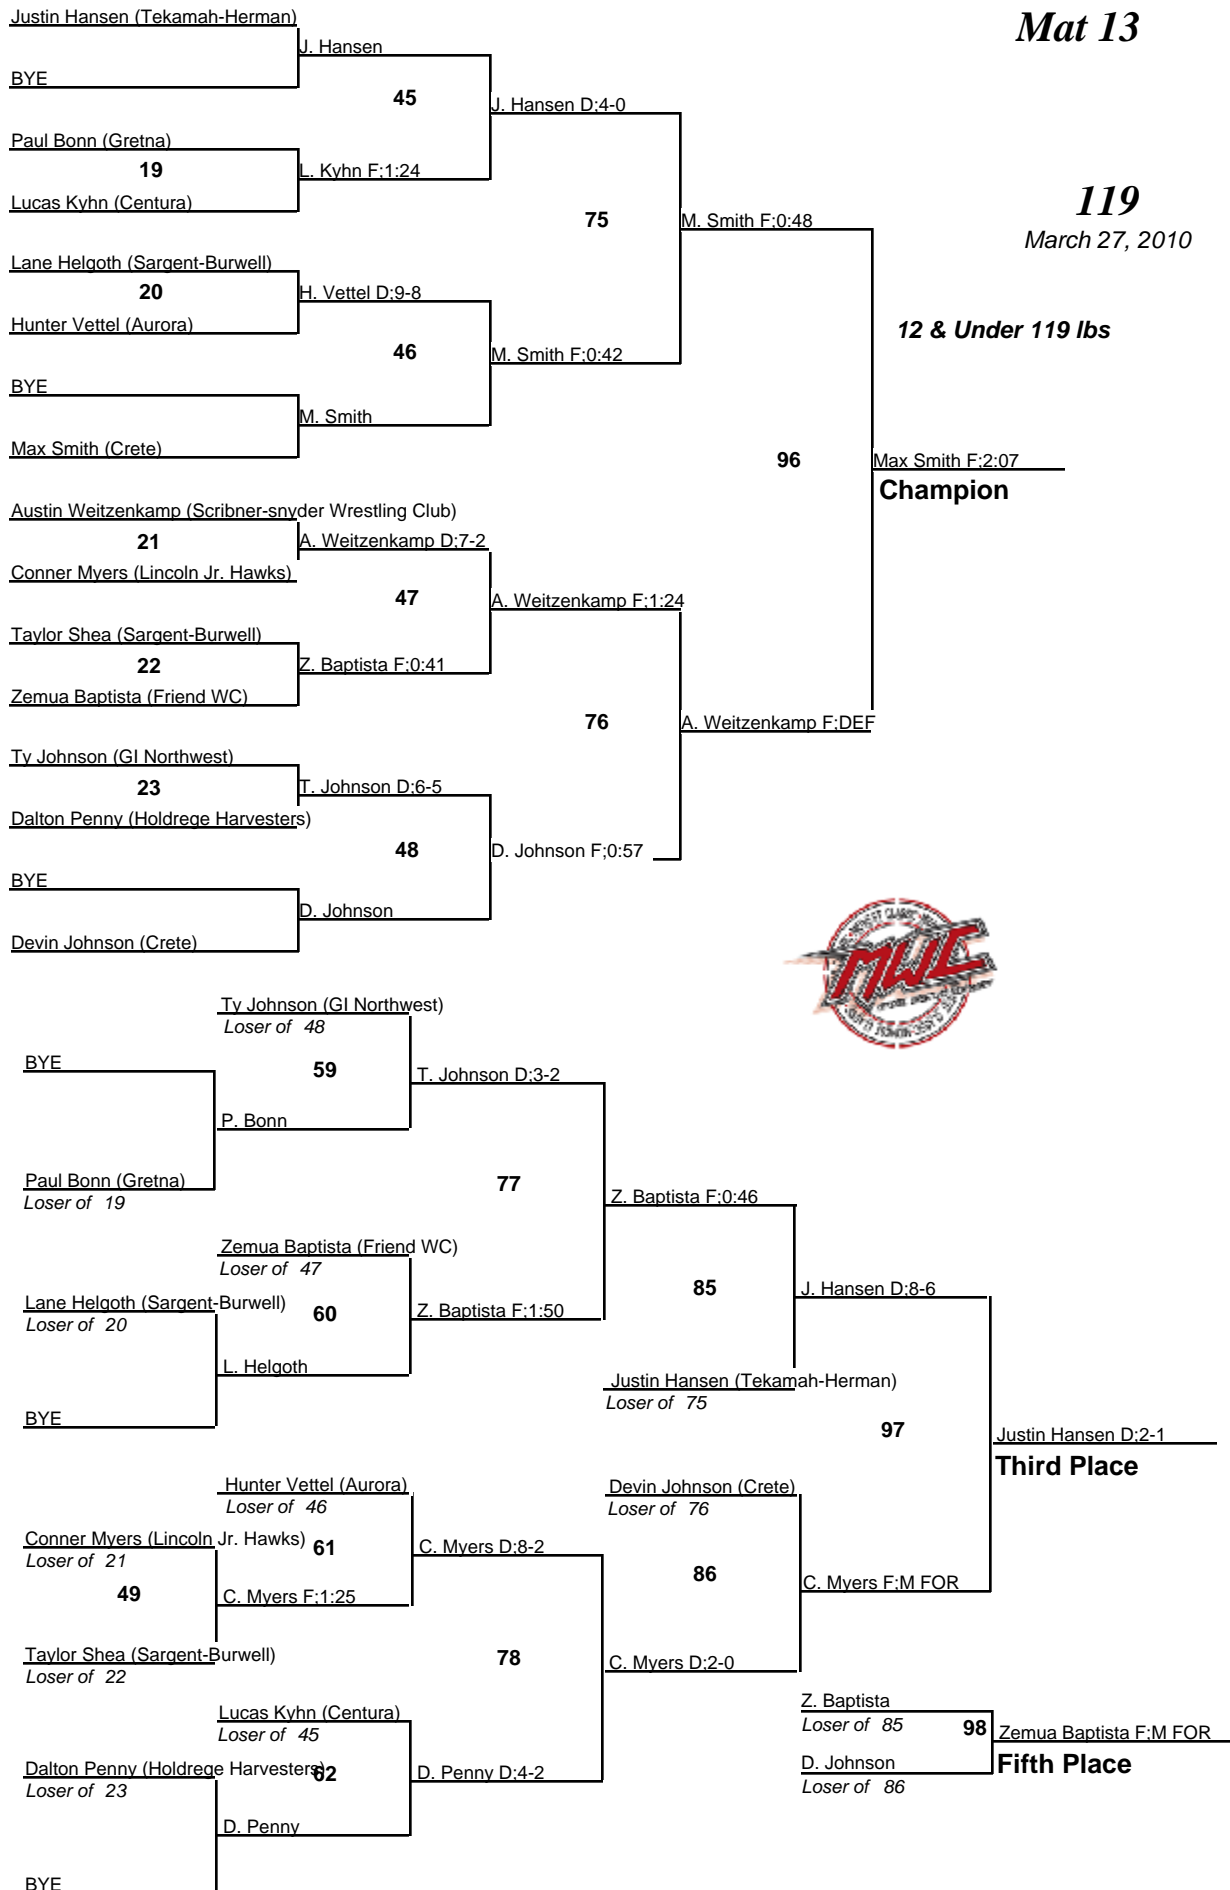 Justin Hansen (Tekamah-Herman)
Mat 13
J. Hansen
BYE
45
J. Hansen D;4-0
Paul Bonn (Gretna)
19
L. Kyhn F;1:24
Lucas Kyhn (Centura)
75
M. Smith F;0:48
119
March 27, 2010
Lane Helgoth (Sargent-Burwell)
20
H. Vettel D;9-8
Hunter Vettel (Aurora)
12 & Under 119 lbs
46
M. Smith F;0:42
BYE
M. Smith
Max Smith (Crete)
96
Max Smith F;2:07
Champion
Austin Weitzenkamp (Scribner-snyder Wrestling Club)
21
A. Weitzenkamp D;7-2
Conner Myers (Lincoln Jr. Hawks)
47
A. Weitzenkamp F;1:24
Taylor Shea (Sargent-Burwell)
22
Z. Baptista F;0:41
Zemua Baptista (Friend WC)
76
A. Weitzenkamp F;DEF
Ty Johnson (GI Northwest)
23
T. Johnson D;6-5
Dalton Penny (Holdrege Harvesters)
48
D. Johnson F;0:57
BYE
D. Johnson
Devin Johnson (Crete)
MWC
Ty Johnson (GI Northwest)
Loser of 48
BYE
59
T. Johnson D;3-2
P. Bonn
Paul Bonn (Gretna)
Loser of 19
77
Z. Baptista F;0:46
Zemua Baptista (Friend WC)
Loser of 47
85
J. Hansen D;8-6
Lane Helgoth (Sargent-Burwell)
Loser of 20
60
Z. Baptista F;1:50
L. Helgoth
Justin Hansen (Tekamah-Herman)
Loser of 75
BYE
97
Justin Hansen D;2-1
Third Place
Hunter Vettel (Aurora)
Loser of 46
Devin Johnson (Crete)
Loser of 76
Conner Myers (Lincoln Jr. Hawks)
Loser of 21
61
C. Myers D;8-2
86
C. Myers F;M FOR
49
C. Myers F;1:25
Taylor Shea (Sargent-Burwell)
Loser of 22
78
C. Myers D;2-0
Lucas Kyhn (Centura)
Loser of 45
Z. Baptista
Loser of 85
98
Zemua Baptista F;M FOR
Fifth Place
D. Johnson
Loser of 86
Dalton Penny (Holdrege Harvesters)
Loser of 23
62
D. Penny D;4-2
D. Penny
BYE